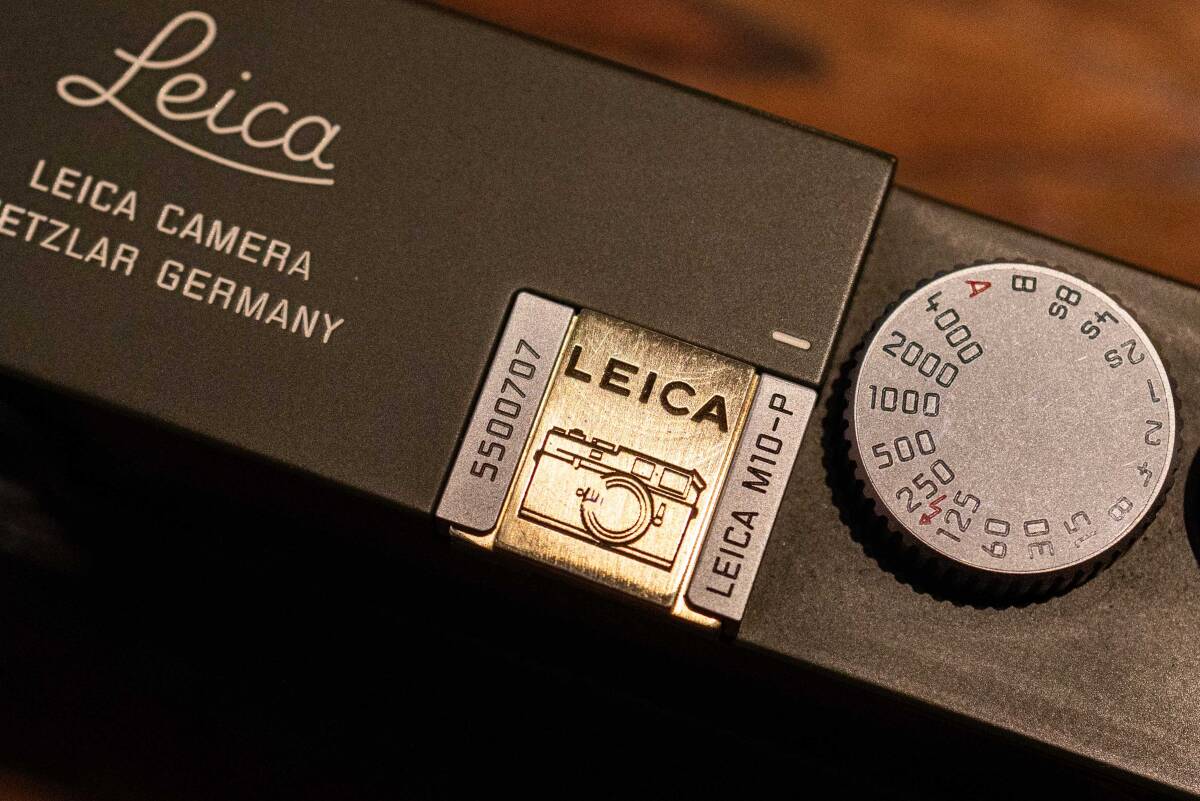 Leica
LEICA CAMERA
ETZLAR GERMANY
5500707
LEICA
LEICA M10-P
A
B
8s
4s
2s
1
2
4
8
15
30
60
125
250
500
1000
2000
4000